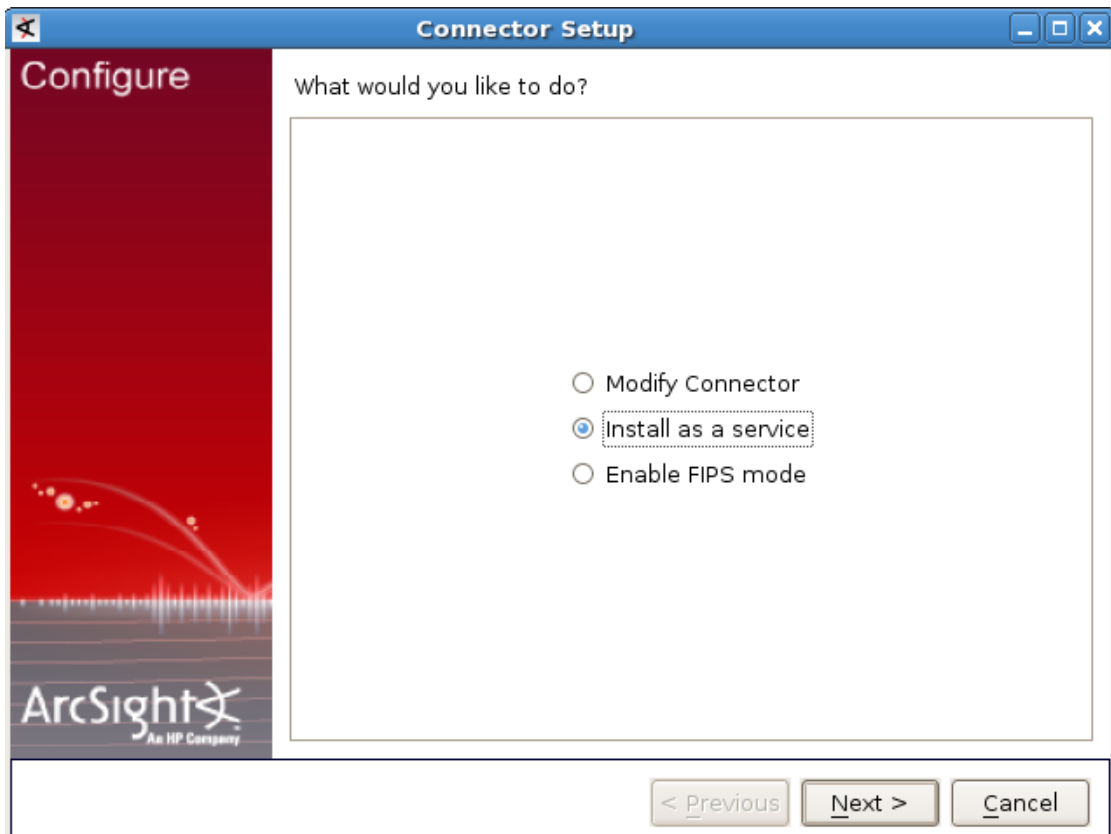 Connector Setup
Configure
What would you like to do?
Modify Connector
Install as a service
Enable FIPS mode
ArcSight
An HP Company
< Previous
Next >
Cancel